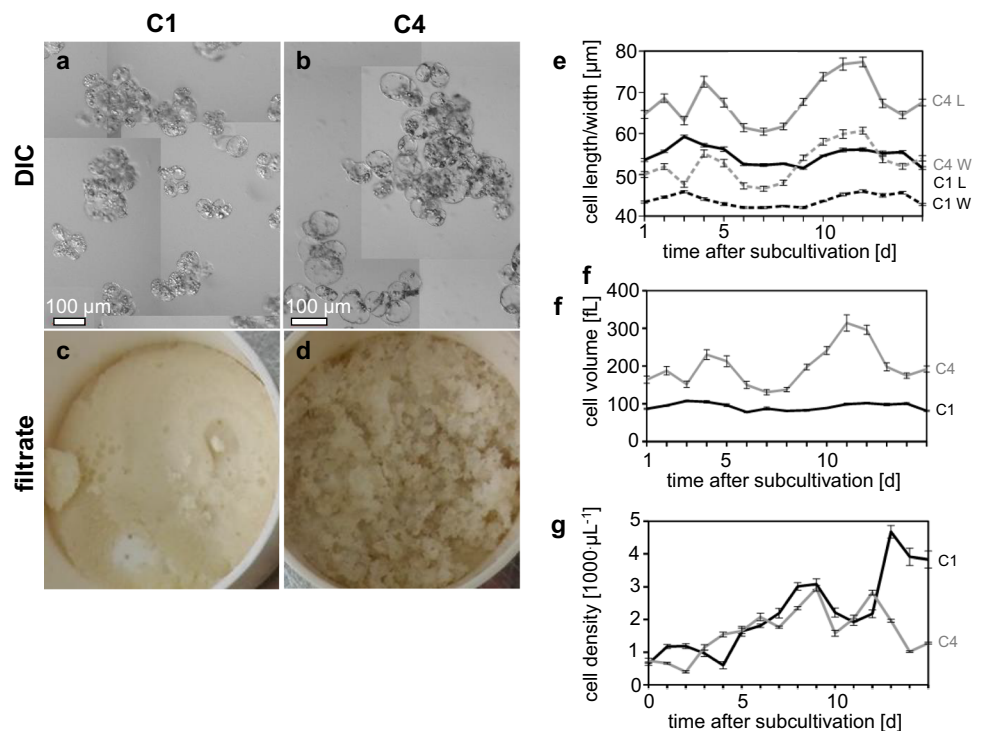 C1 C4
DIC
a
100 µm
b
100 µm
filtrate
c
d
e
cell length/width [µm]
80
70
60
50
40
C4 L
C4 W
C1 L
C1 W
1 5 10
time after subcultivation [d]
f
f
cell volume [fL]
400
300
200
100
0
C4
C1
1 5 10
time after subcultivation [d]
g
cell density [1000·µL⁻¹]
5
4
3
2
1
0
C1
C4
0 5 10
time after subcultivation [d]